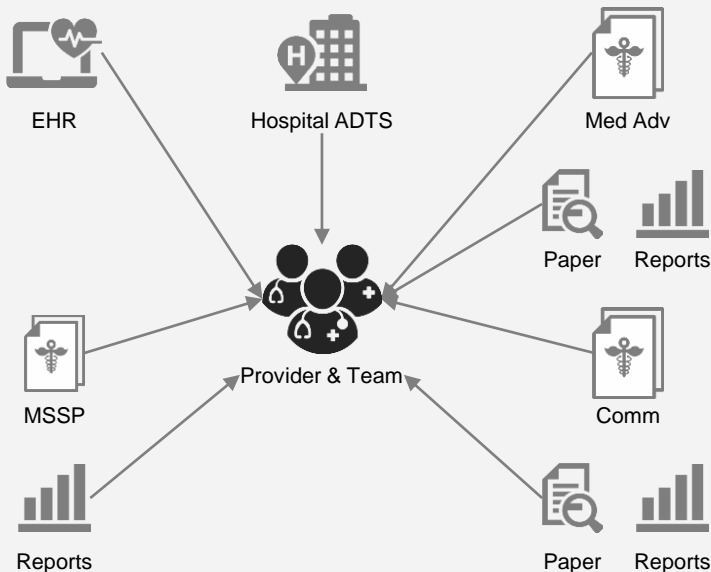 EHR
Hospital ADTS
Med Adv
H
Paper
Reports
Provider & Team
MSSP
Comm
Reports
Paper
Reports